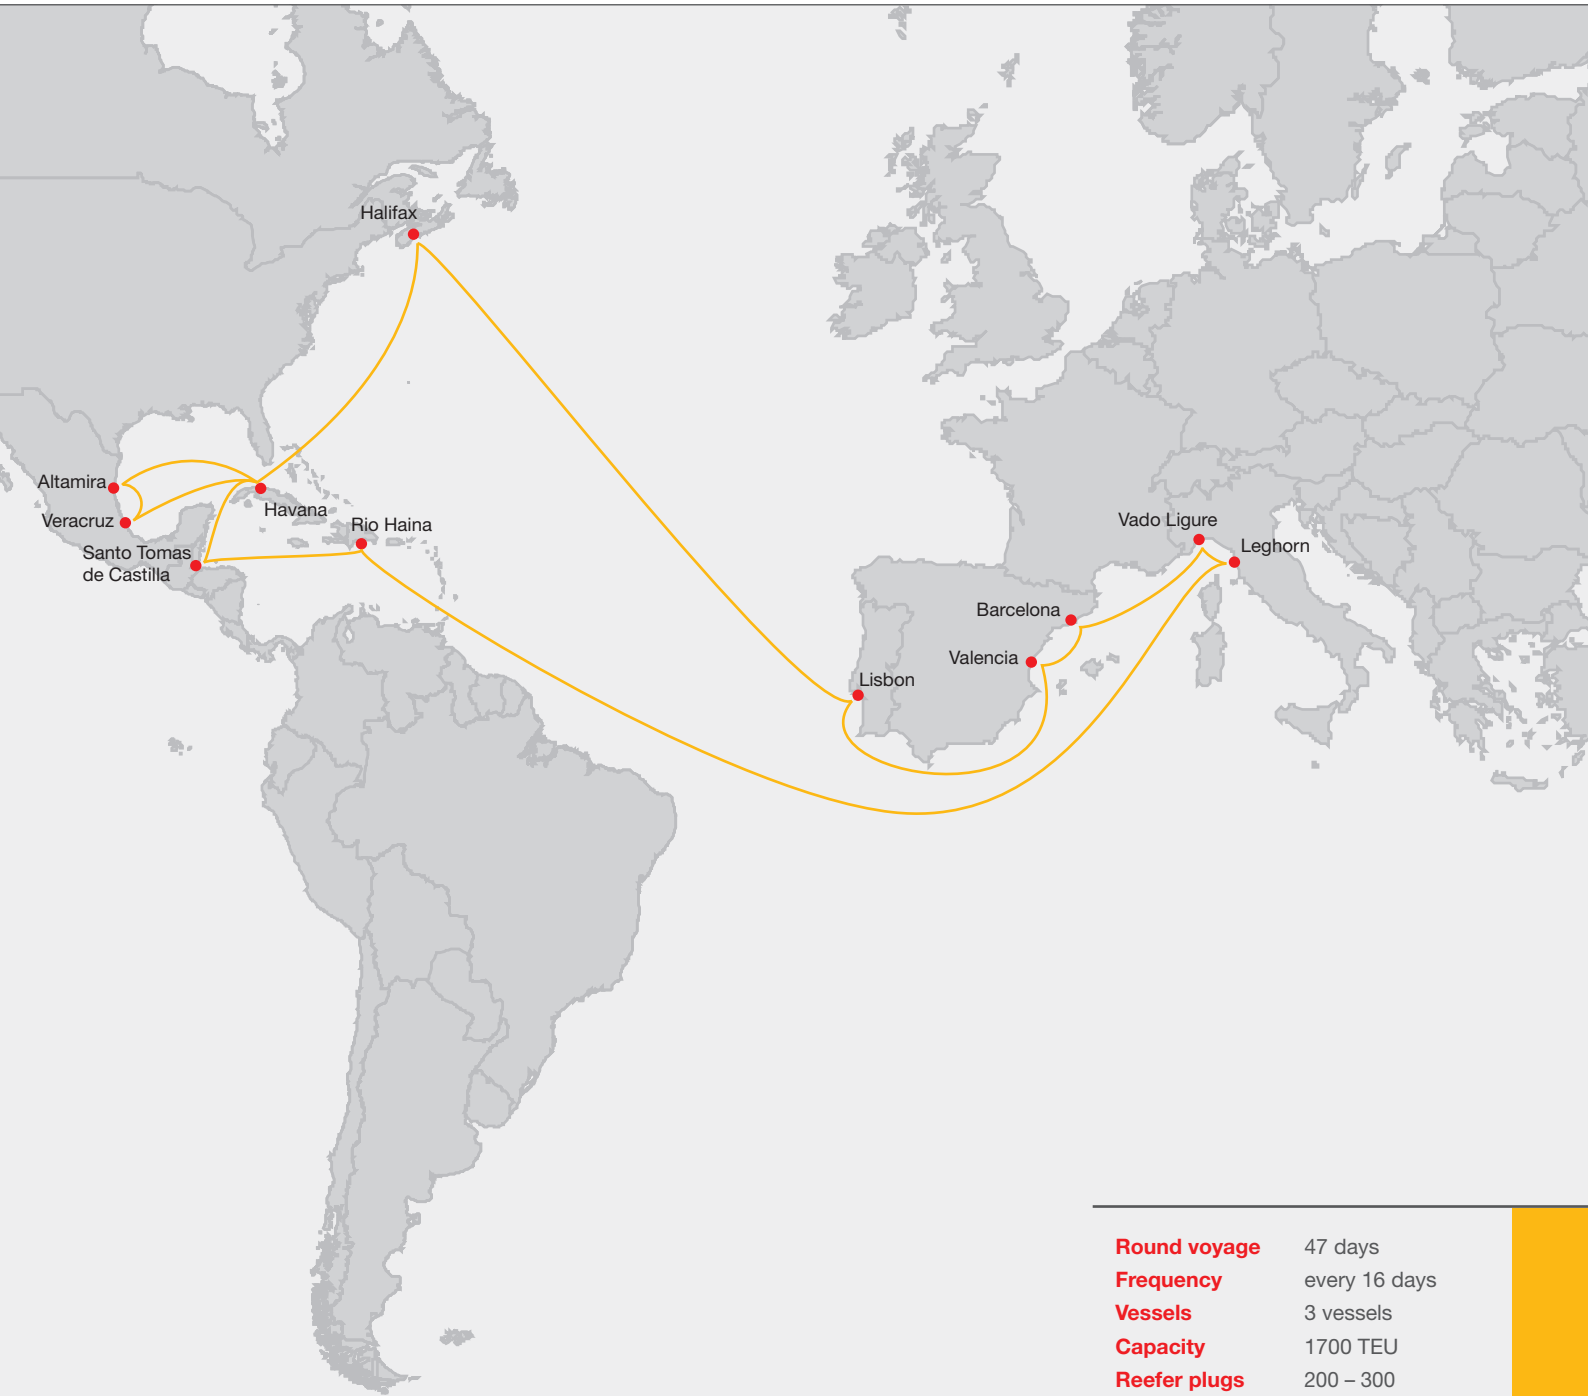 Halifax
Altamira
Veracruz
Havana
Rio Haina
Santo Tomas
de Castilla
Vado Ligure
Leghorn
Barcelona
Valencia
Lisbon
Round voyage 47 days
Frequency every 16 days
Vessels 3 vessels
Capacity 1700 TEU
Reefer plugs 200 – 300